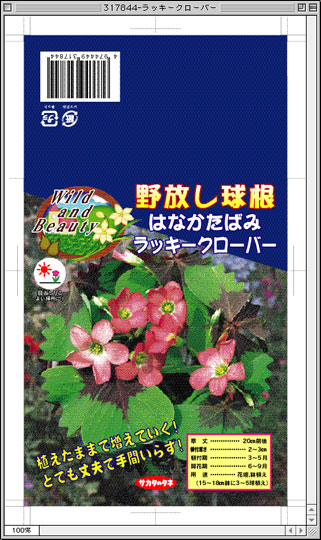 317844-ラッキークローバー
4 974449 317844
Wild
and
Beauty
野放し球根
はなかたばみ
ラッキークローバー
植えたままで増えていく!
とても丈夫で手間いらず!
サカタのタネ
草 丈 ………… 20cm前後
覆土厚さ ………… 2〜3cm
植付期 ………… 3〜5月
開花期 ………… 6〜9月
用 途 ……… 花壇,鉢植え
(15〜18cm鉢に3〜5球植え)
100%